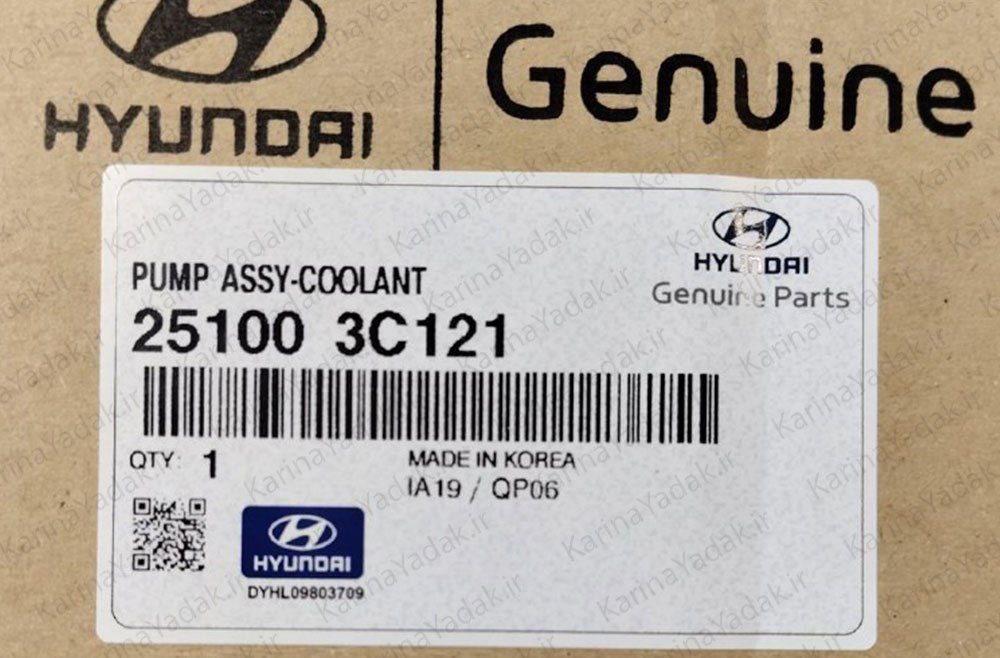 HYUNDAI
Genuine
HYUNDAI
Genuine Parts
PUMP ASSY-COOLANT
25100 3C121
QTY: 1
MADE IN KOREA
IA19 / QP06
HYUNDAI
DYHL09803709
KarinaYadak.ir